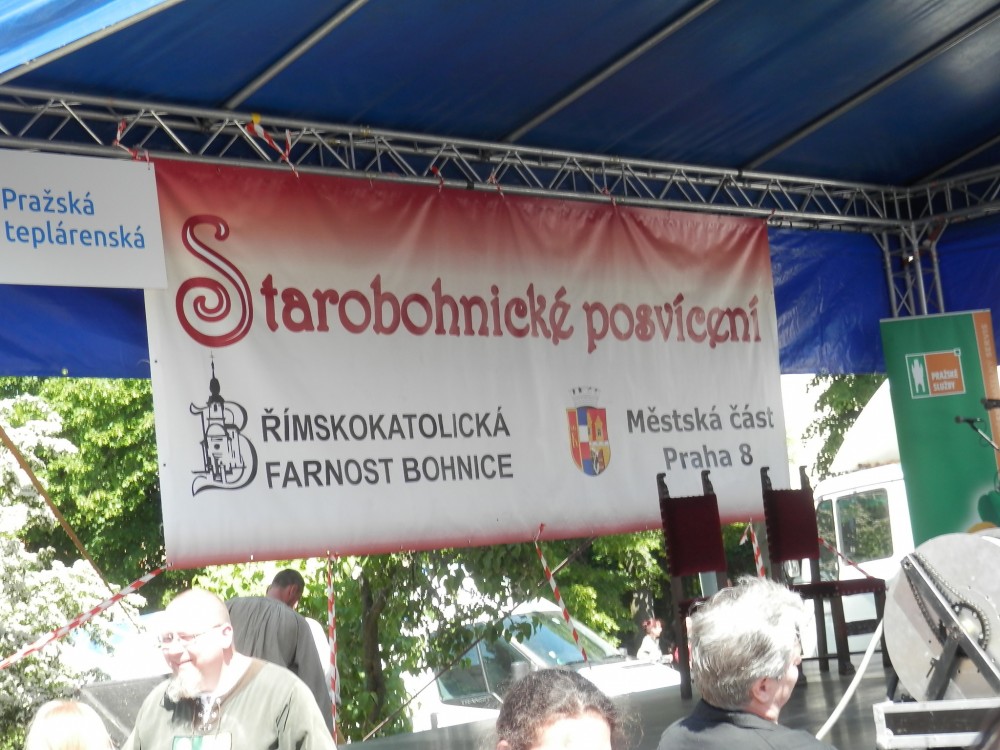 Pražská
teplárenská
Starobohnické posvícení
ŘÍMSKOKATOLICKÁ
FARNOST BOHNICE
Městská část
Praha 8
PRAŽSKÉ
SLUŽBY